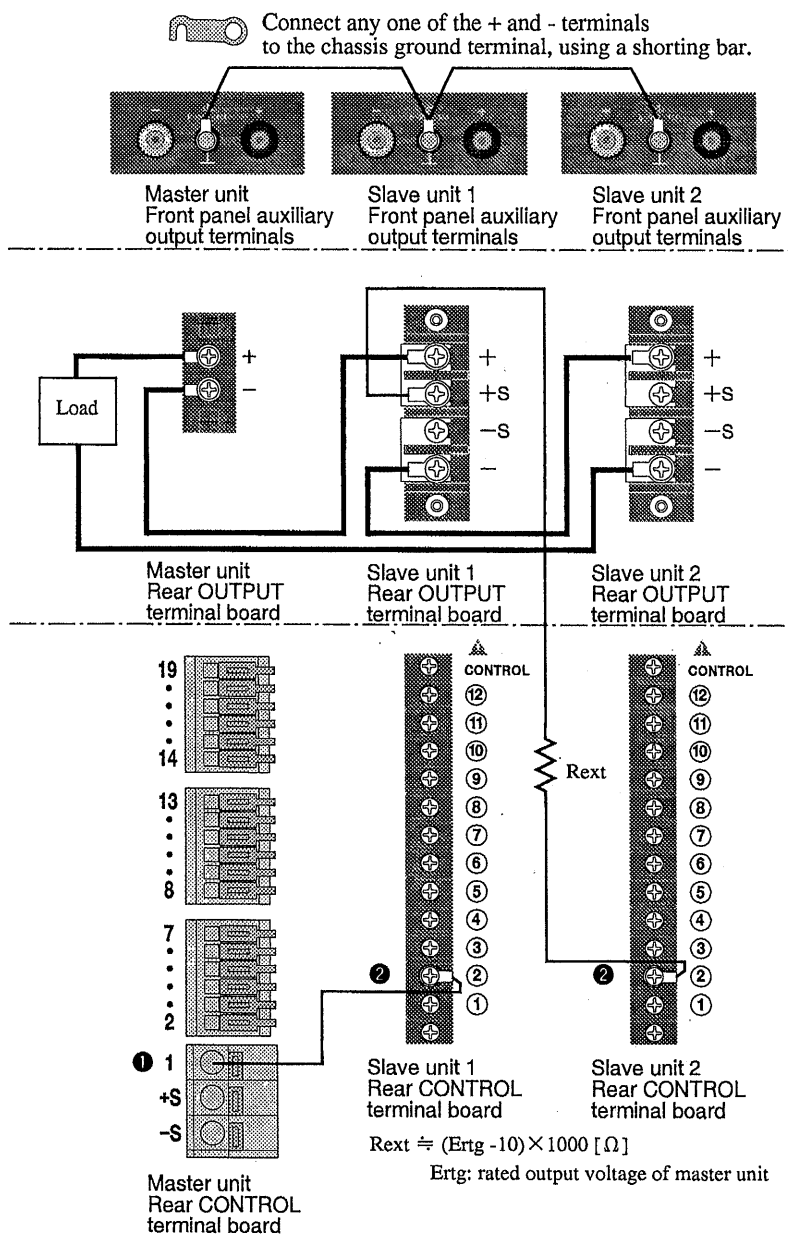 Connect any one of the + and - terminals
to the chassis ground terminal, using a shorting bar.
Master unit
Front panel auxiliary
output terminals
Slave unit 1
Front panel auxiliary
output terminals
Slave unit 2
Front panel auxiliary
output terminals
Load
+
−
+
+S
−S
−
+
+S
−S
−
Master unit
Rear OUTPUT
terminal board
Slave unit 1
Rear OUTPUT
terminal board
Slave unit 2
Rear OUTPUT
terminal board
19
14
13
8
7
2
❶ 1
+S
−S
Master unit
Rear CONTROL
terminal board
CONTROL
⑫
⑪
⑩
⑨
⑧
⑦
⑥
⑤
④
③
❷ ②
①
Slave unit 1
Rear CONTROL
terminal board
Rext
CONTROL
⑫
⑪
⑩
⑨
⑧
⑦
⑥
⑤
④
③
❷ ②
①
Slave unit 2
Rear CONTROL
terminal board
Rext ≒ (Ertg -10)×1000 [Ω]
Ertg: rated output voltage of master unit